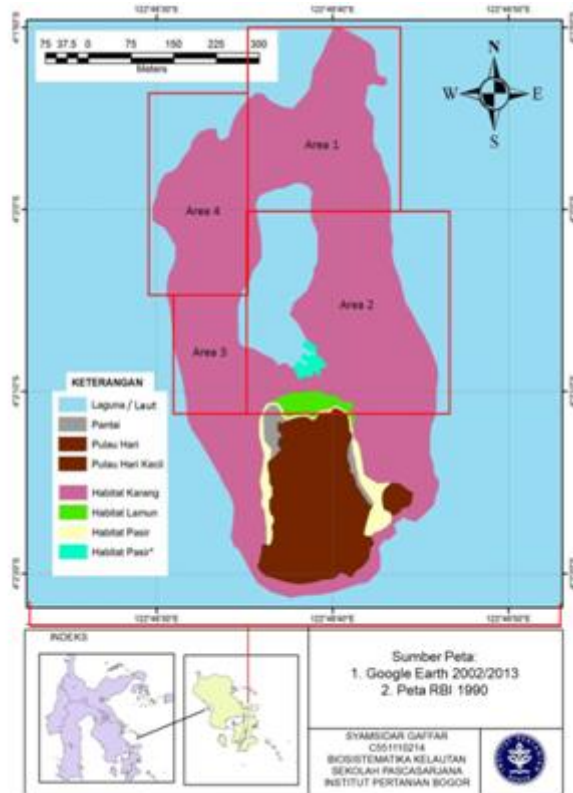 75 37.5 0 75 150 225 300
Meters
N
W E
S
Area 1
Area 4
Area 2
Area 3
KETERANGAN
Laguna / Laut
Pantai
Pulau Hari
Pulau Hari Kecil
Habitat Karang
Habitat Lamun
Habitat Pasir
Habitat Pasir*
INDEKS
Sumber Peta:
1. Google Earth 2002/2013
2. Peta RBI 1990
SYAMSIDAR GAFFAR
C551110214
BIOSISTEMATIKA KELAUTAN
SEKOLAH PASCASARJANA
INSTITUT PERTANIAN BOGOR